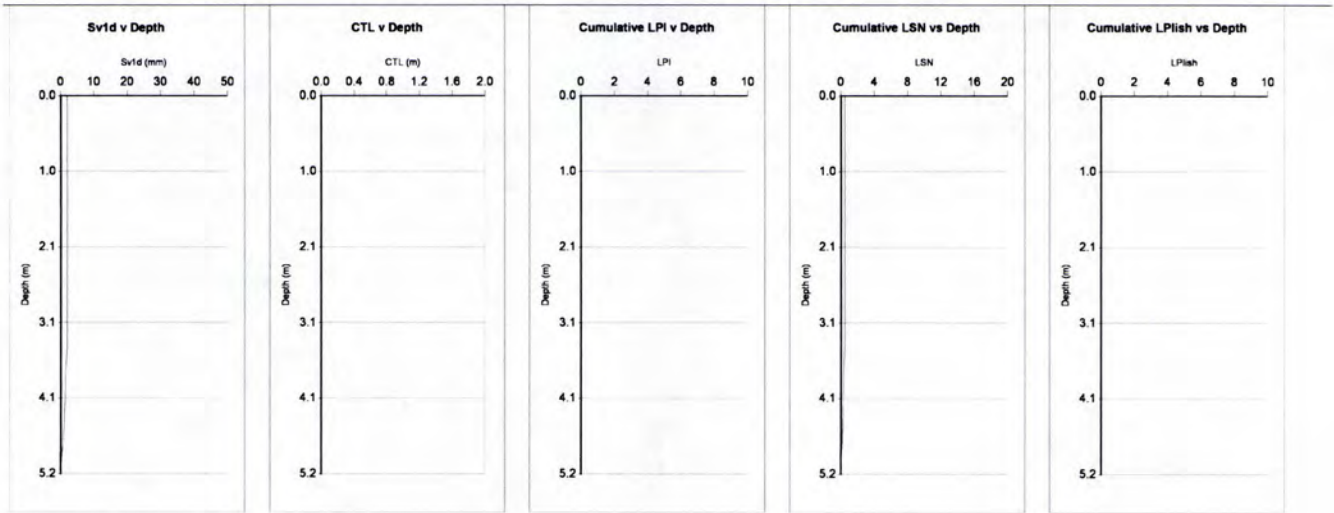 Sv1d v Depth
Sv1d (mm)
0 10 20 30 40 50
0.0
1.0
2.1
3.1
4.1
5.2
Depth (m)
CTL v Depth
CTL (m)
0.0 0.4 0.8 1.2 1.6 2.0
0.0
1.0
2.1
3.1
4.1
5.2
Depth (m)
Cumulative LPI v Depth
LPI
0 2 4 6 8 10
0.0
1.0
2.1
3.1
4.1
5.2
Depth (m)
Cumulative LSN vs Depth
LSN
0 4 8 12 16 20
0.0
1.0
2.1
3.1
4.1
5.2
Depth (m)
Cumulative LPIish vs Depth
LPIish
0 2 4 6 8 10
0.0
1.0
2.1
3.1
4.1
5.2
Depth (m)